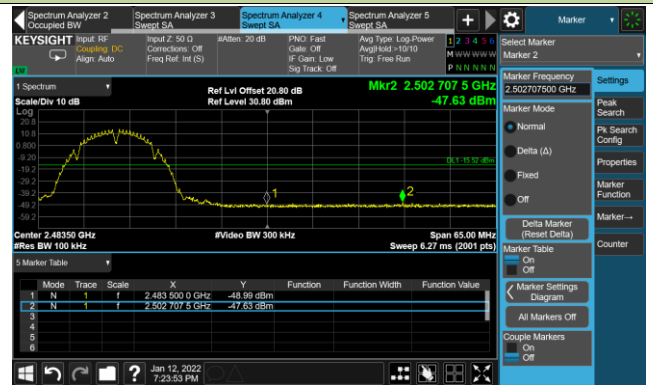 Spectrum Analyzer 2
Occupied BW
Spectrum Analyzer 3
Swept SA
Spectrum Analyzer 4
Swept SA
Spectrum Analyzer 5
Swept SA
Marker
KEYSIGHT
Input: RF
Coupling: DC
Align: Auto
Input Z: 50 Ω
Corrections: Off
Freq Ref: Int (S)
#Atten: 20 dB
PNO: Fast
Gate: Off
IF Gain: Low
Sig Track: Off
Avg Type: Log-Power
Avg|Hold:>10/10
Trig: Free Run
1 2 3 4 5 6
M W W W W W
P N N N N N
Select Marker
Marker 2
1 Spectrum
Scale/Div 10 dB
Log
Ref Lvl Offset 20.80 dB
Ref Level 30.80 dBm
Mkr2 2.502 707 5 GHz
-47.63 dBm
20.8
10.8
0.800
-9.20
-19.2
-29.2
-39.2
-49.2
-59.2
DL1 -15.52 dBm
1
2
Center 2.48350 GHz
#Res BW 100 kHz
#Video BW 300 kHz
Span 65.00 MHz
Sweep 6.27 ms (2001 pts)
5 Marker Table
Mode Trace Scale X Y Function Function Width Function Value
1 N 1 f 2.483 500 0 GHz -48.99 dBm
2 N 1 f 2.502 707 5 GHz -47.63 dBm
3
4
5
6
Marker Frequency
2.502707500 GHz
Marker Mode
Normal
Delta (Δ)
Fixed
Off
Delta Marker
(Reset Delta)
Marker Table
On
Off
Marker Settings
Diagram
All Markers Off
Couple Markers
On
Off
Settings
Peak
Search
Pk Search
Config
Properties
Marker
Function
Marker→
Counter
Jan 12, 2022
7:23:53 PM